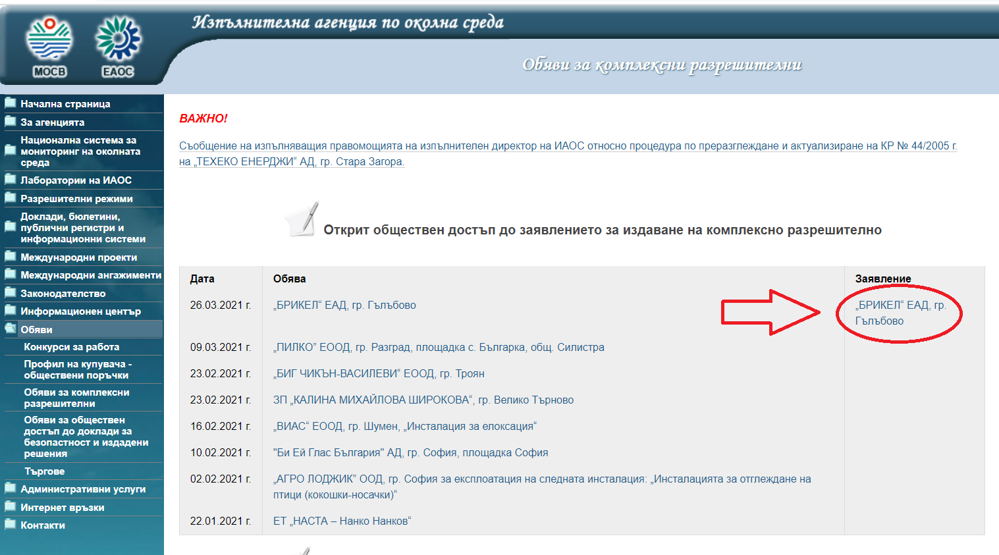 Изпълнителна агенция по околна среда
МОСВ
ЕАОС
Обяви за комплексни разрешителни
Начална страница
За агенцията
Национална система за
мониторинг на околната
среда
Лаборатории на ИАОС
Разрешителни режими
Доклади, бюлетини,
публични регистри и
информационни системи
Международни проекти
Международни ангажименти
Законодателство
Информационен център
Обяви
Конкурси за работа
Профил на купувача -
обществени поръчки
Обяви за комплексни
разрешителни
Обяви за обществен
достъп до доклади за
безопастност и издадени
решения
Търгове
Административни услуги
Интернет връзки
Контакти
ВАЖНО!
Съобщение на изпълняващия правомощията на изпълнителен директор на ИАОС относно процедура по преразглеждане и актуализиране на КР № 44/2005 г.
на „ТЕХЕКО ЕНЕРДЖИ“ АД, гр. Стара Загора.
Открит обществен достъп до заявлението за издаване на комплексно разрешително
Дата Обява Заявление
26.03.2021 г. „БРИКЕЛ“ ЕАД, гр. Гълъбово „БРИКЕЛ“ ЕАД, гр.
Гълъбово
09.03.2021 г. „ПИЛКО” ЕООД, гр. Разград, площадка с. Българка, общ. Силистра
23.02.2021 г. „БИГ ЧИКЪН-ВАСИЛЕВИ“ ЕООД, гр. Троян
23.02.2021 г. ЗП „КАЛИНА МИХАЙЛОВА ШИРОКОВА“, гр. Велико Търново
16.02.2021 г. „ВИАС“ ЕООД, гр. Шумен, „Инсталация за елоксация“
10.02.2021 г. "Би Ей Глас България" АД, гр. София, площадка София
02.02.2021 г. „АГРО ЛОДЖИК” ООД, гр. София за експлоатация на следната инсталация: „Инсталацията за отглеждане на
птици (кокошки-носачки)“
22.01.2021 г. ЕТ „НАСТА – Нанко Нанков“